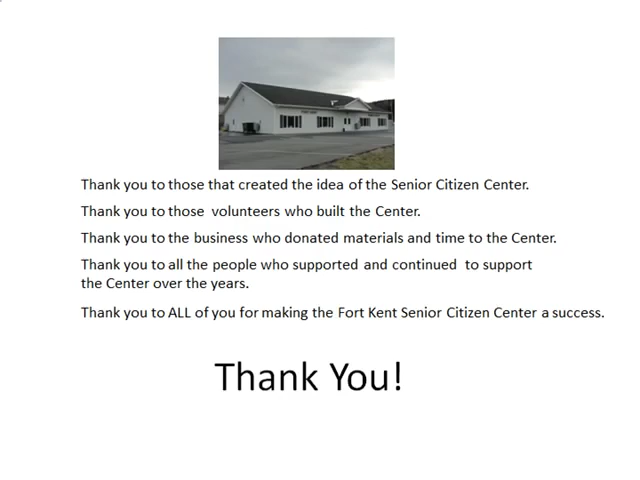 Thank you to those that created the idea of the Senior Citizen Center.
Thank you to those  volunteers who built the Center.
Thank you to the business who donated materials and time to the Center.
Thank you to all the people who supported and continued  to support
the Center over the years.
Thank you to ALL of you for making the Fort Kent Senior Citizen Center a success.
Thank You!